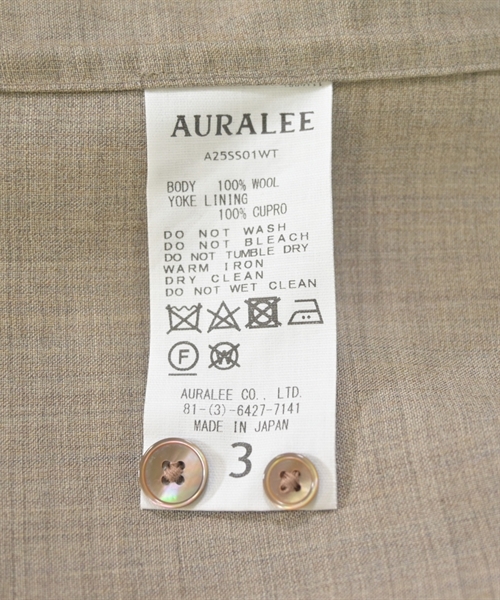 AURALEE
A25SS01WT
BODY 100% WOOL
YOKE LINING
100% CUPRO
DO NOT WASH
DO NOT BLEACH
DO NOT TUMBLE DRY
WARM IRON
DRY CLEAN
DO NOT WET CLEAN
F W
AURALEE CO., LTD.
81-(3)-6427-7141
MADE IN JAPAN
3